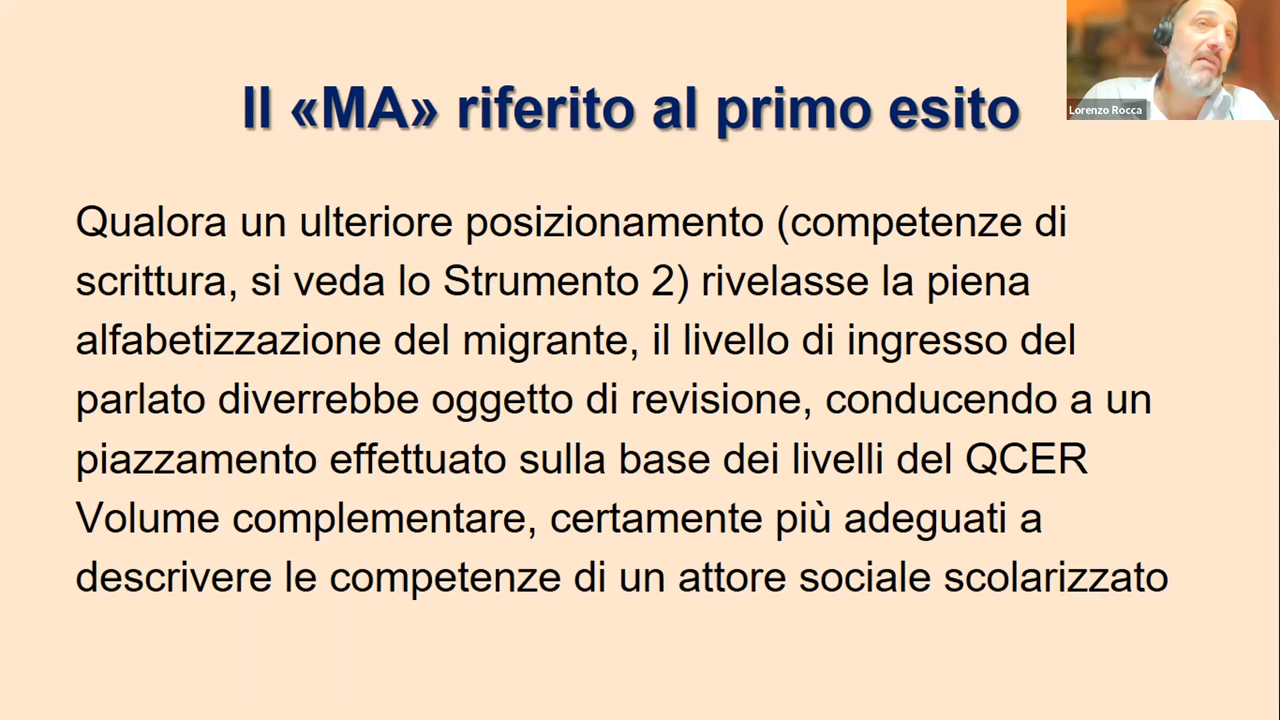 Il «MA» riferito al primo esito
Lorenzo Rocca
Qualora un ulteriore posizionamento (competenze di
scrittura, si veda lo Strumento 2) rivelasse la piena
alfabetizzazione del migrante, il livello di ingresso del
parlato diverrebbe oggetto di revisione, conducendo a un
piazzamento effettuato sulla base dei livelli del QCER
Volume complementare, certamente più adeguati a
descrivere le competenze di un attore sociale scolarizzato